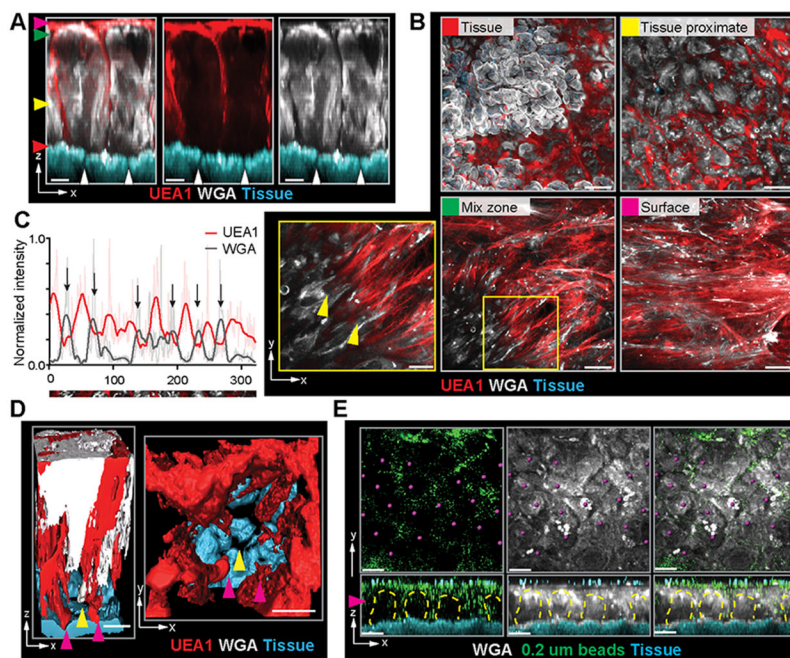 A
z
x
UEA1 WGA Tissue
B
Tissue
Tissue proximate
Mix zone
Surface
y
x
UEA1 WGA Tissue
C
Normalized intensity
1.0
0.0
UEA1
WGA
0 100 200 300
D
z
x
y
x
UEA1 WGA Tissue
E
y
z
x
WGA 0.2 um beads Tissue